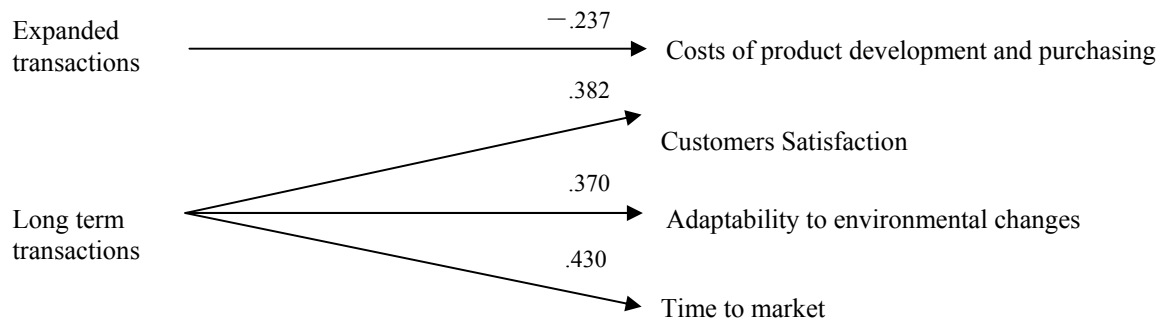 Expanded
transactions
－.237
Costs of product development and purchasing
.382
Customers Satisfaction
.370
Long term
transactions
Adaptability to environmental changes
.430
Time to market